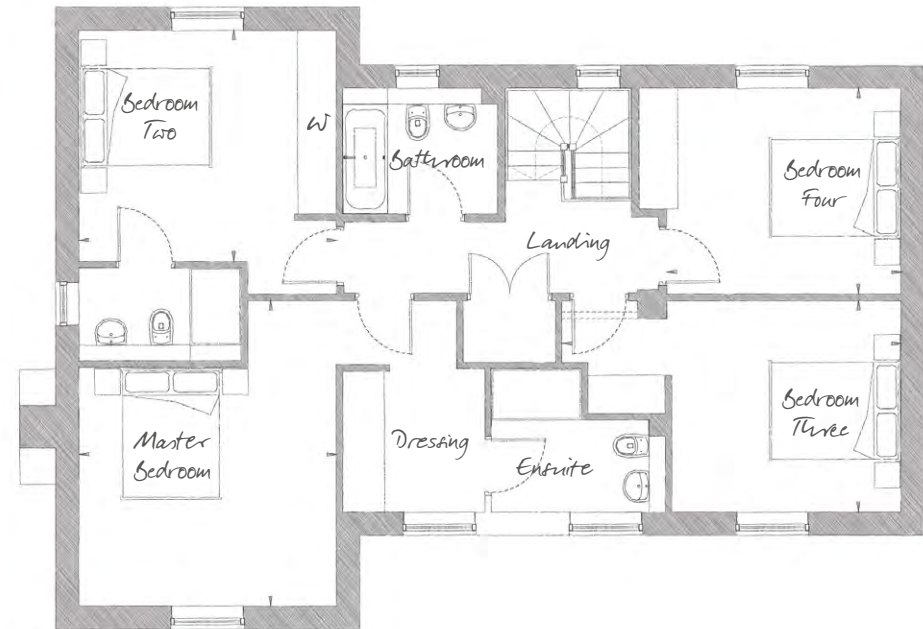 Bedroom
Two
W
Bathroom
Landing
Bedroom
Four
Master
Bedroom
Dressing
Ensuite
Bedroom
Three